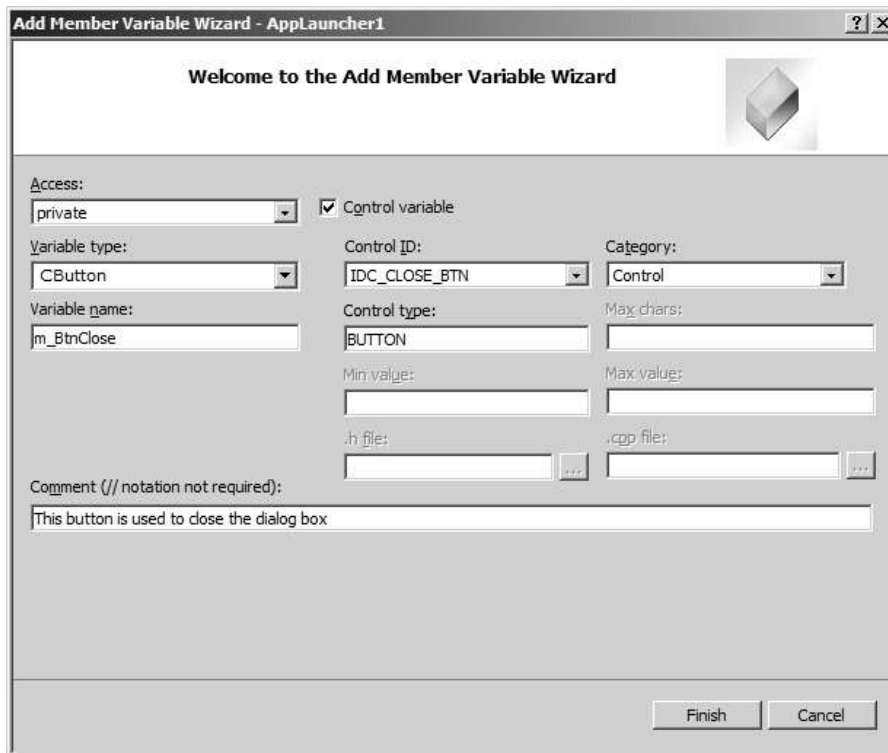 Add Member Variable Wizard - AppLauncher1
Welcome to the Add Member Variable Wizard
Access:
private
Control variable
Variable type:
Control ID:
Category:
CButton
IDC_CLOSE_BTN
Control
Variable name:
Control type:
Max chars:
m_BtnClose
BUTTON
Min value:
Max value:
.h file:
.cpp file:
...
...
Comment (// notation not required):
This button is used to close the dialog box
Finish
Cancel